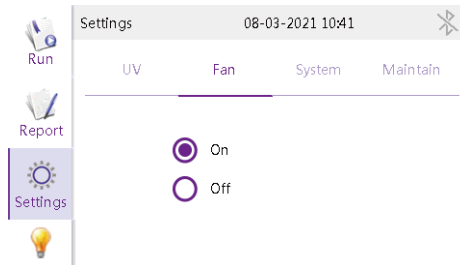 Settings 08-03-2021 10:41
Run
UV Fan System Maintain
Report
On
Off
Settings